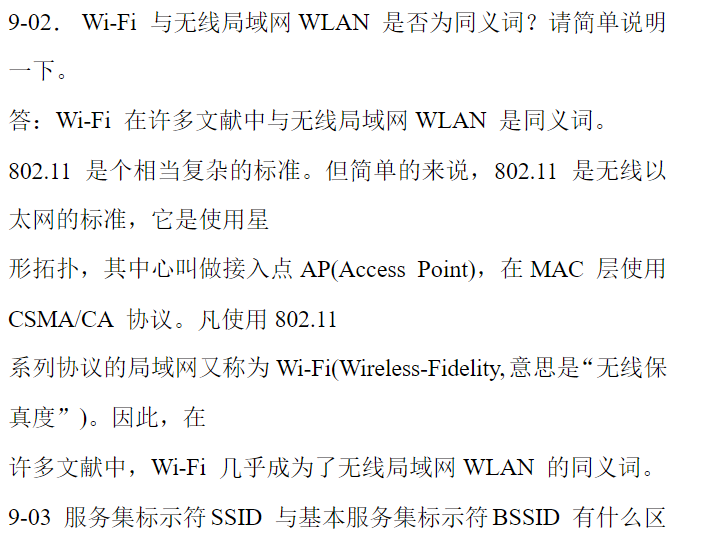 9-02． Wi-Fi 与无线局域网 WLAN 是否为同义词？请简单说明
一下。
答：Wi-Fi 在许多文献中与无线局域网 WLAN 是同义词。
802.11 是个相当复杂的标准。但简单的来说，802.11 是无线以
太网的标准，它是使用星
形拓扑，其中心叫做接入点 AP(Access Point)，在 MAC 层使用
CSMA/CA 协议。凡使用 802.11
系列协议的局域网又称为 Wi-Fi(Wireless-Fidelity,意思是“无线保
真度”)。因此，在
许多文献中，Wi-Fi 几乎成为了无线局域网 WLAN 的同义词。
9-03 服务集标示符 SSID 与基本服务集标示符 BSSID 有什么区